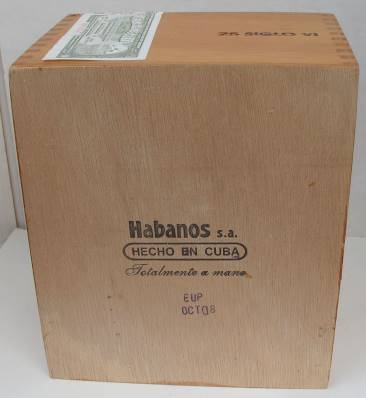 25 SIGLO VI
Habanos s.a.
HECHO EN CUBA
Totalmente a mano
EUP
OCT08